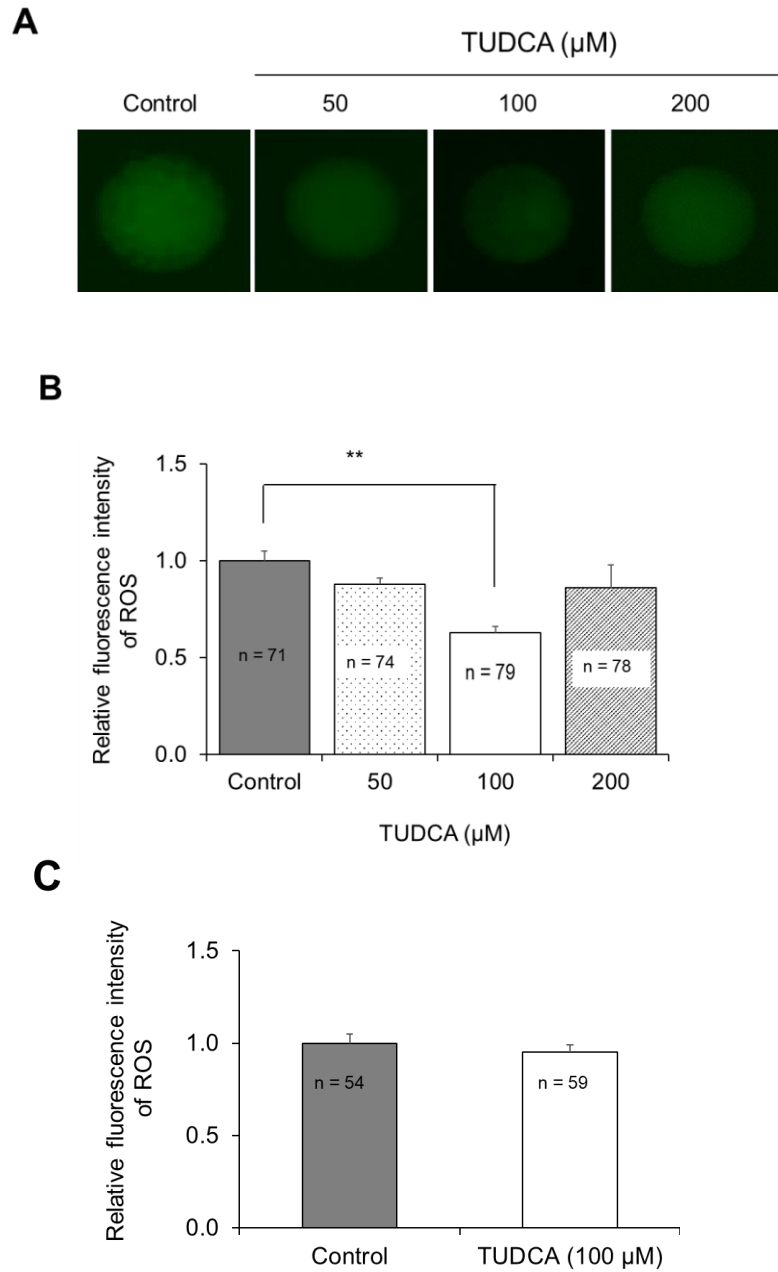 A
TUDCA (µM)
Control 50 100 200
B
**
Relative fluorescence intensity
of ROS
1.5
1.0
0.5
0.0
n = 71
n = 74
n = 79
n = 78
Control 50 100 200
TUDCA (µM)
C
Relative fluorescence intensity
of ROS
1.5
1.0
0.5
0.0
n = 54
n = 59
Control TUDCA (100 µM)